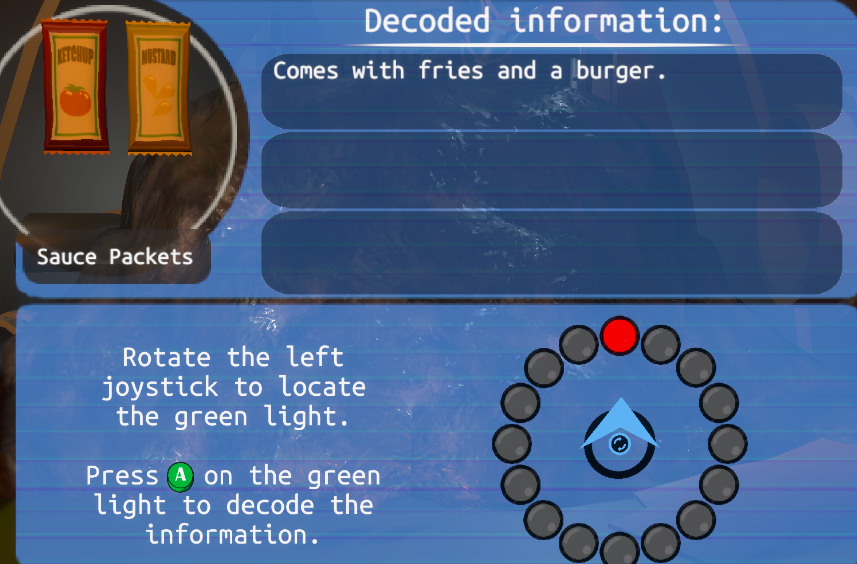 Decoded information:
KETCHUP
MUSTARD
Comes with fries and a burger.
Sauce Packets
Rotate the left
joystick to locate
the green light.
Press A on the green
light to decode the
information.